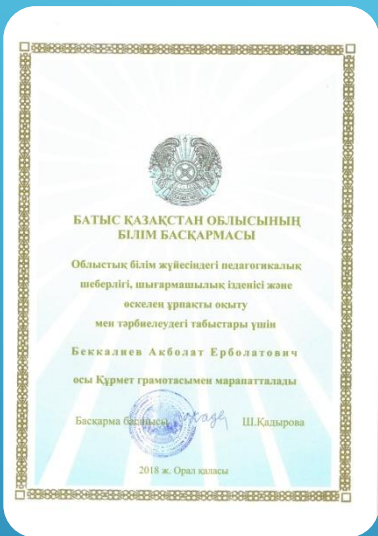 БАТЫС ҚАЗАҚСТАН ОБЛЫСЫНЫҢ
БІЛІМ БАСҚАРМАСЫ
Облыстық білім жүйесіндегі педагогикалық
шеберлігі, шығармашылық ізденісі және
өскелең ұрпақты оқыту
мен тәрбиелеудегі табыстары үшін
Беккалиев Акболат Ерболатович
осы Құрмет грамотасымен марапатталады
Басқарма басшысы Ш.Қадырова
2018 ж. Орал қаласы